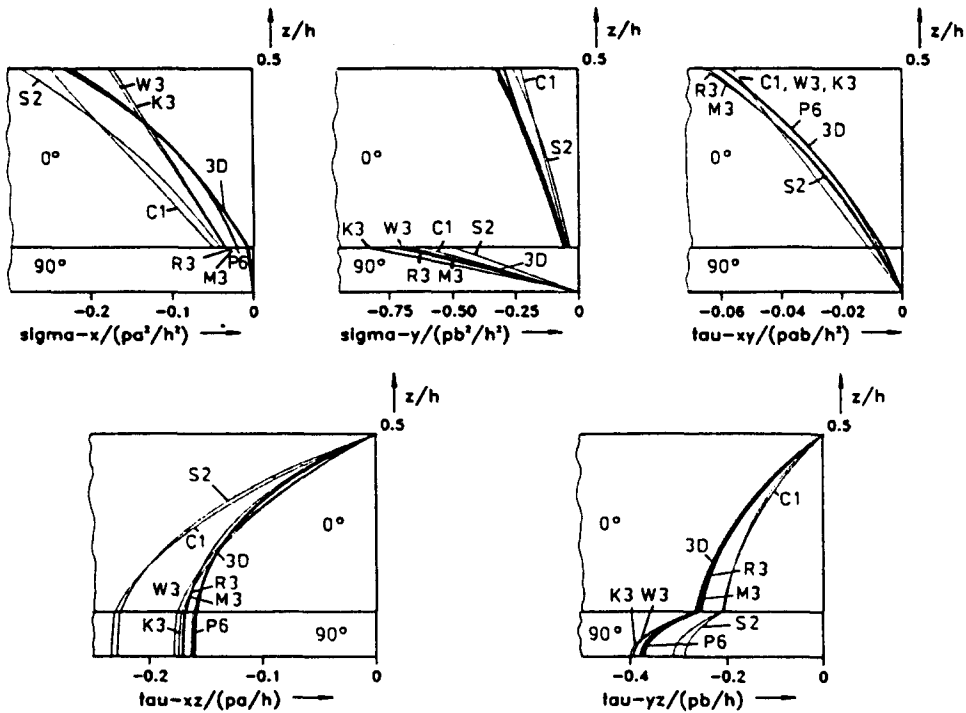 z/h
0.5
W3
K3
S2
0°
3D
C1
R3
M3
P6
90°
-0.2 -0.1 0
sigma-x/(pa²/h²)
z/h
0.5
C1
0°
S2
K3 W3 C1 S2
90°
R3 M3
3D
-0.75 -0.50 -0.25 0
sigma-y/(pb²/h²)
z/h
0.5
R3
M3
C1, W3, K3
P6
3D
0°
S2
90°
-0.06 -0.04 -0.02 0
tau-xy/(pab/h²)
z/h
0.5
S2
0°
C1
3D
W3
R3
M3
K3
P6
90°
-0.2 -0.1 0
tau-xz/(pa/h)
z/h
0.5
C1
0°
3D
R3
M3
K3 W3
90°
S2
P6
-0.4 -0.2 0
tau-yz/(pb/h)